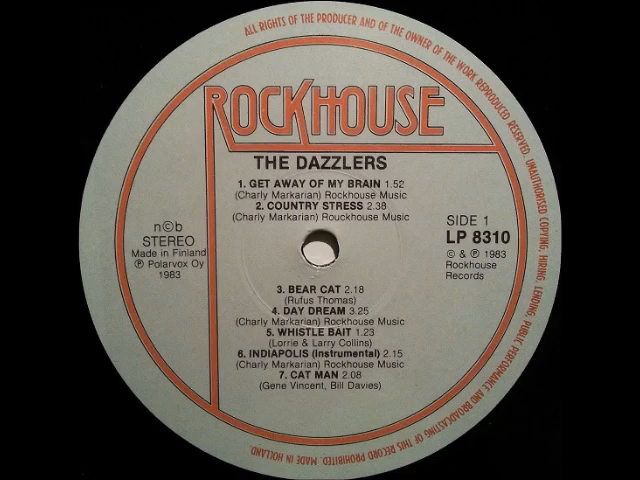 ALL RIGHTS OF THE PRODUCER AND OF THE OWNER OF THE WORK REPRODUCED RESERVED. UNAUTHORISED COPYING, HIRING, LENDING, PUBLIC PERFORMANCE AND BROADCASTING OF THIS RECORD PROHIBITED. MADE IN HOLLAND.
ROCKHOUSE
THE DAZZLERS
1. GET AWAY OF MY BRAIN 1.52
(Charly Markarian) Rockhouse Music
2. COUNTRY STRESS 2.38
(Charly Markarian) Rouckhouse Music
n©b
STEREO
Made in Finland
℗ Polarvox Oy
1983
SIDE 1
LP 8310
© & ℗ 1983
Rockhouse
Records
3. BEAR CAT 2.18
(Rufus Thomas)
4. DAY DREAM 3.25
(Charly Markarian) Rockhouse Music
5. WHISTLE BAIT 1.23
(Lorrie & Larry Collins)
6. INDIAPOLIS (Instrumental) 2.15
(Charly Markarian) Rockhouse Music
7. CAT MAN 2.08
(Gene Vincent, Bill Davies)